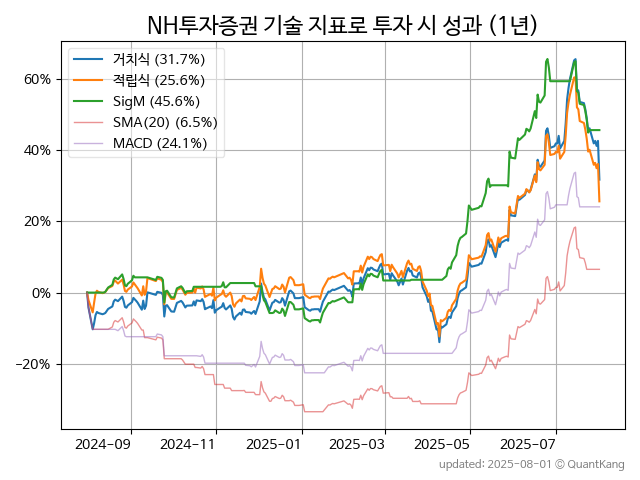 NH투자증권 기술 지표로 투자 시 성과 (1년)
거치식 (31.7%)
적립식 (25.6%)
SigM (45.6%)
SMA(20) (6.5%)
MACD (24.1%)
60%
40%
20%
0%
−20%
2024-09
2024-11
2025-01
2025-03
2025-05
2025-07
updated: 2025-08-01 © QuantKang